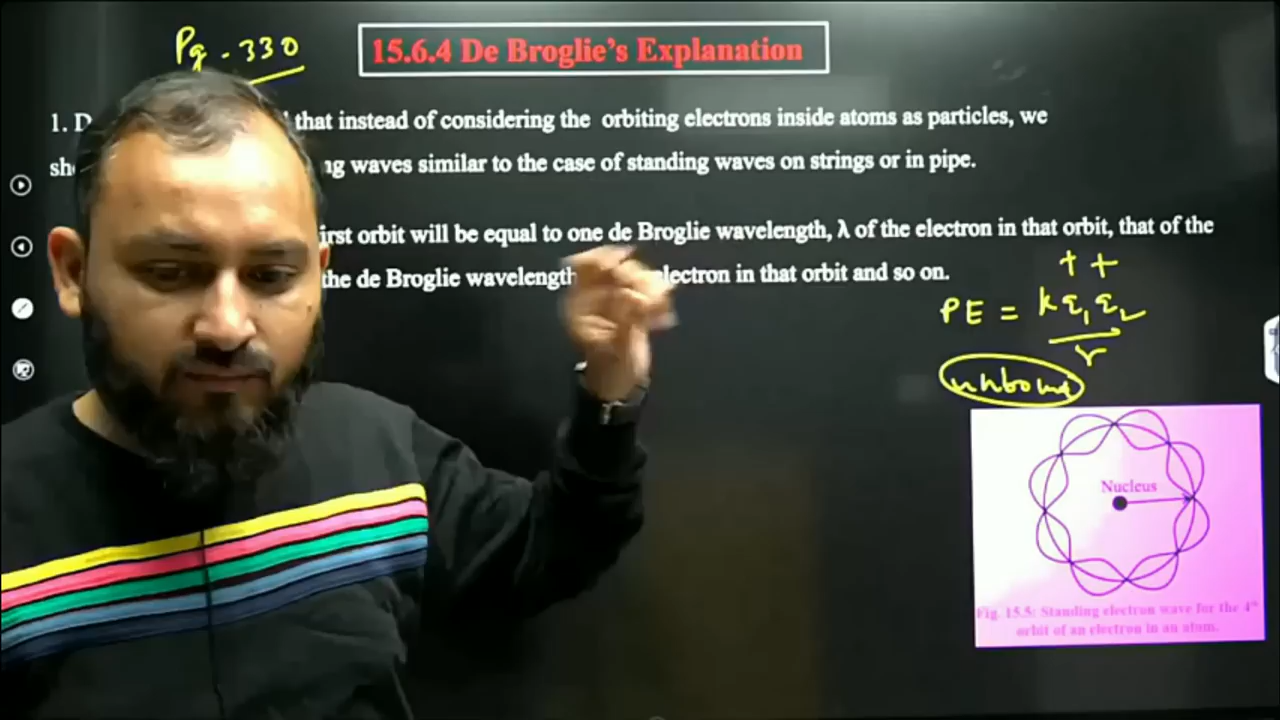 Pg - 330
15.6.4 De Broglie's Explanation
1. D that instead of considering the orbiting electrons inside atoms as particles, we
sh ng waves similar to the case of standing waves on strings or in pipe.
irst orbit will be equal to one de Broglie wavelength, λ of the electron in that orbit, that of the
the de Broglie wavelength lectron in that orbit and so on.
+ +
PE = kq₁q₂
r
unbound
Nucleus
Fig. 15.5: Standing electron wave for the 4th
orbit of an electron in an atom.